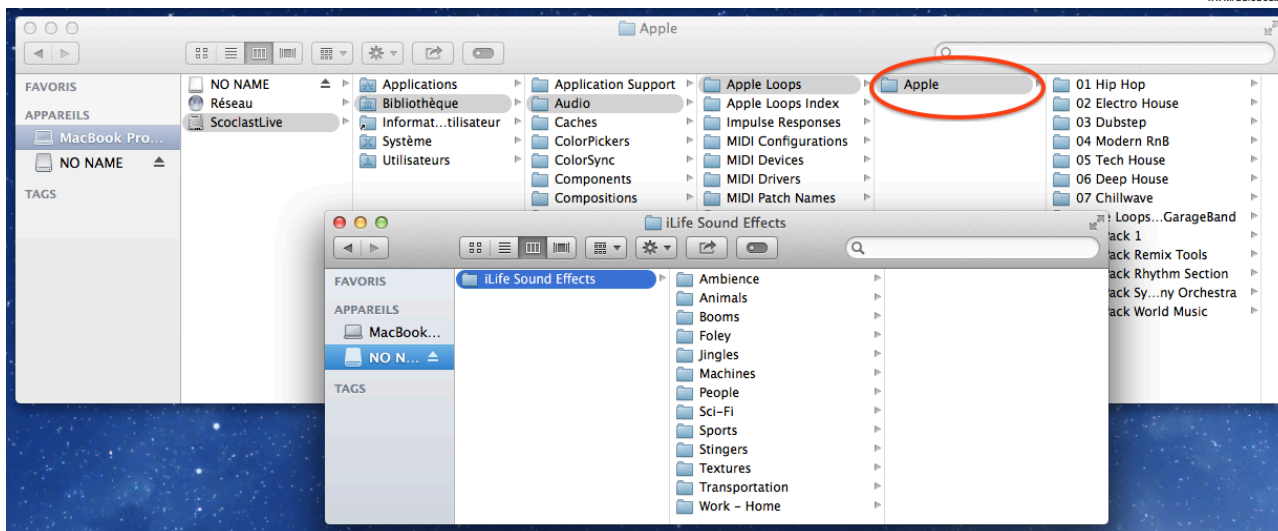 Apple
FAVORIS
APPAREILS
MacBook Pro...
NO NAME
TAGS
NO NAME
Réseau
ScoclastLive
Applications
Bibliothèque
Informat...tilisateur
Système
Utilisateurs
Application Support
Audio
Caches
ColorPickers
ColorSync
Components
Compositions
Apple Loops
Apple Loops Index
Impulse Responses
MIDI Configurations
MIDI Devices
MIDI Drivers
MIDI Patch Names
Apple
01 Hip Hop
02 Electro House
03 Dubstep
04 Modern RnB
05 Tech House
06 Deep House
07 Chillwave
Loops...GarageBand
ack 1
ack Remix Tools
ack Rhythm Section
ack Sy...ny Orchestra
ack World Music
iLife Sound Effects
FAVORIS
APPAREILS
MacBook...
NO N...
TAGS
iLife Sound Effects
Ambience
Animals
Booms
Foley
Jingles
Machines
People
Sci-Fi
Sports
Stingers
Textures
Transportation
Work - Home